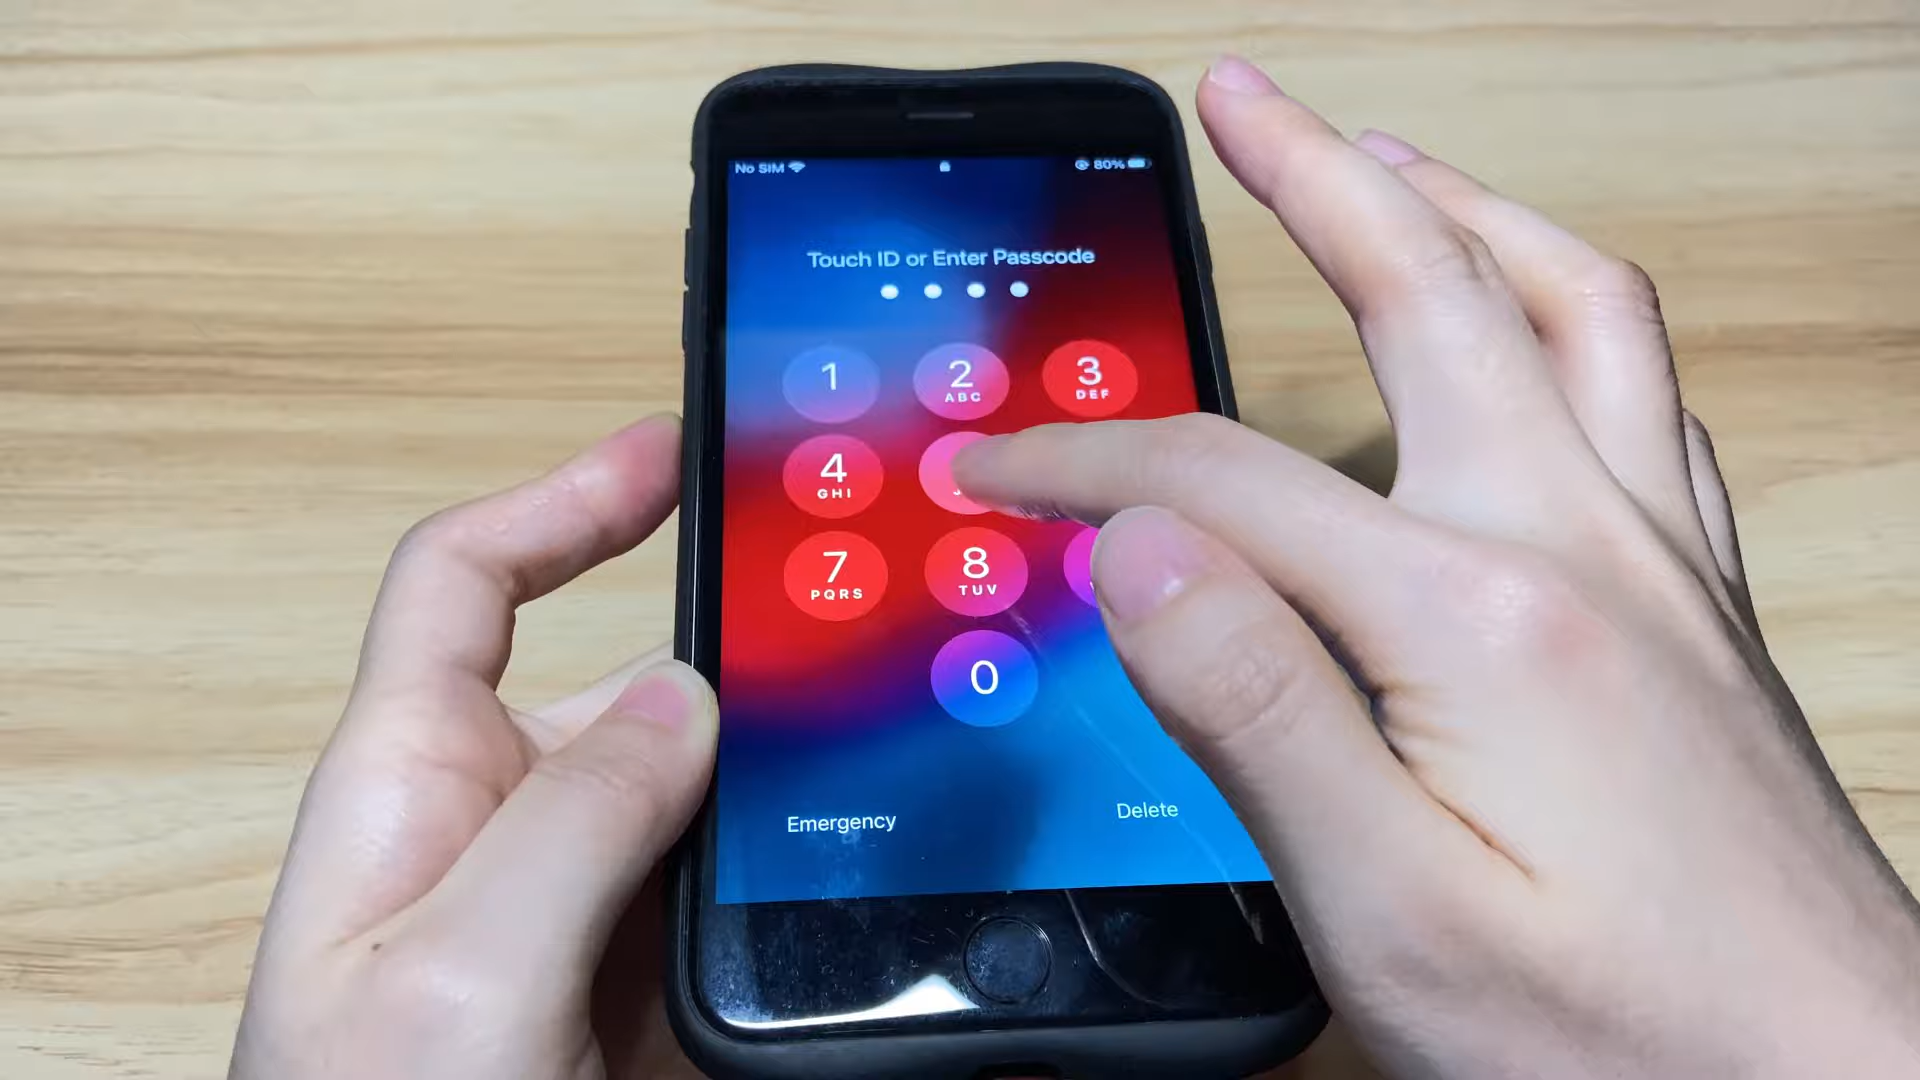 No SIM 80%
Touch ID or Enter Passcode
1 2 3
ABC DEF
4
GHI
7 8
PQRS TUV
0
Emergency Delete